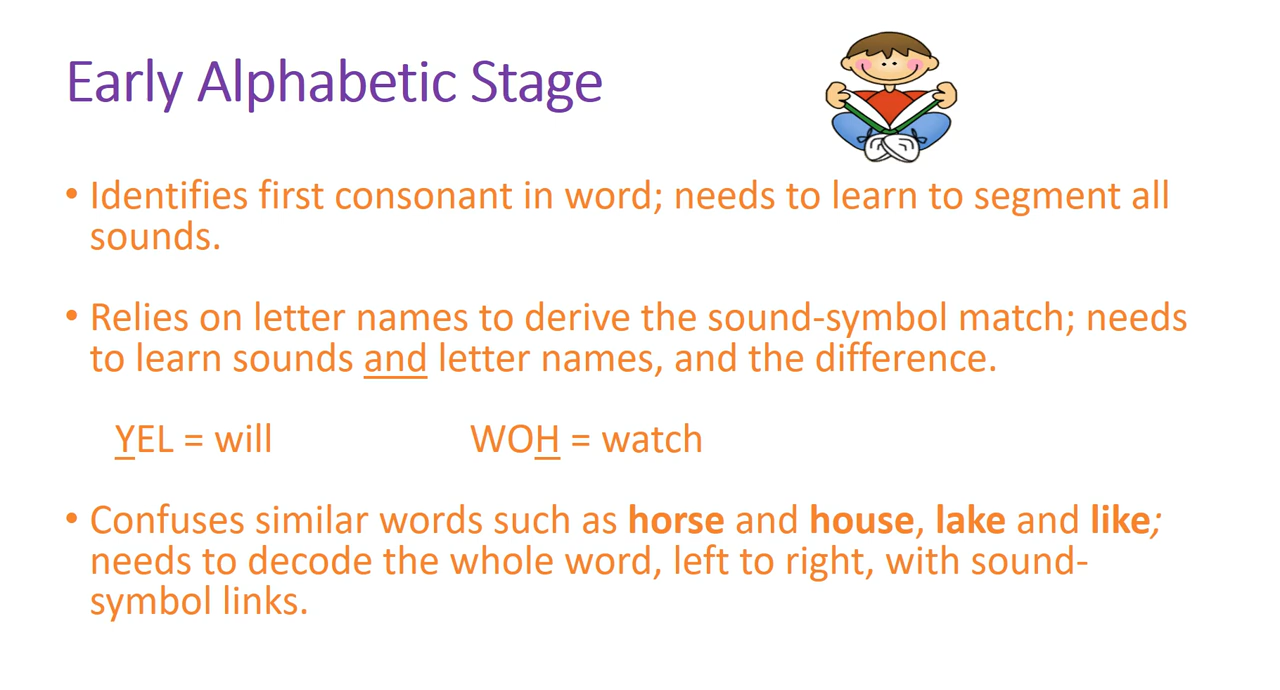 Early Alphabetic Stage
• Identifies first consonant in word; needs to learn to segment all
sounds.
• Relies on letter names to derive the sound-symbol match; needs
to learn sounds and letter names, and the difference.
YEL = will WOH = watch
• Confuses similar words such as horse and house, lake and like;
needs to decode the whole word, left to right, with sound-
symbol links.